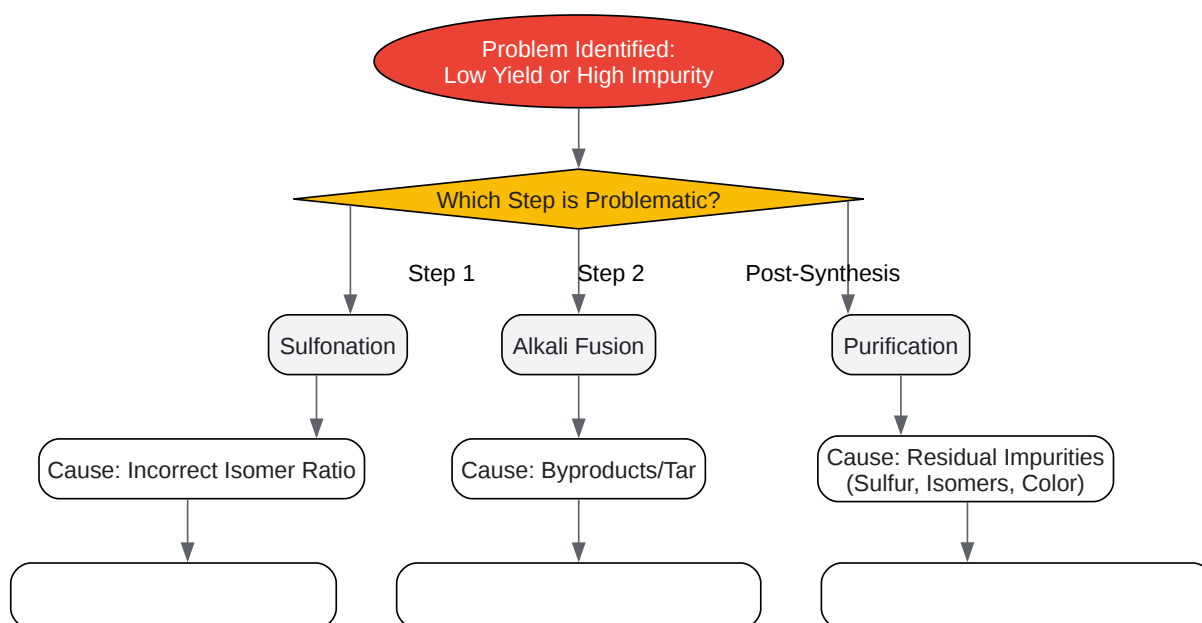 Problem Identified:
Low Yield or High Impurity
Which Step is Problematic?
Step 1
Step 2
Post-Synthesis
Sulfonation
Alkali Fusion
Purification
Cause: Incorrect Isomer Ratio
Cause: Byproducts/Tar
Cause: Residual Impurities
(Sulfur, Isomers, Color)